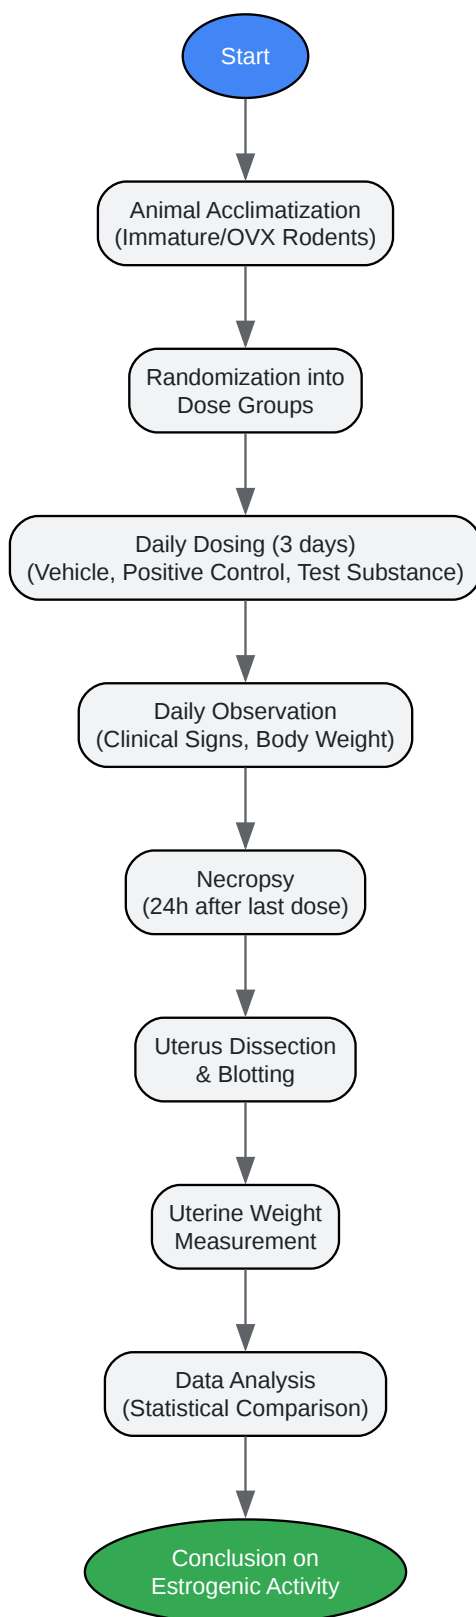 Start
Animal Acclimatization
(Immature/OVX Rodents)
Randomization into
Dose Groups
Daily Dosing (3 days)
(Vehicle, Positive Control, Test Substance)
Daily Observation
(Clinical Signs, Body Weight)
Necropsy
(24h after last dose)
Uterus Dissection
& Blotting
Uterine Weight
Measurement
Data Analysis
(Statistical Comparison)
Conclusion on
Estrogenic Activity